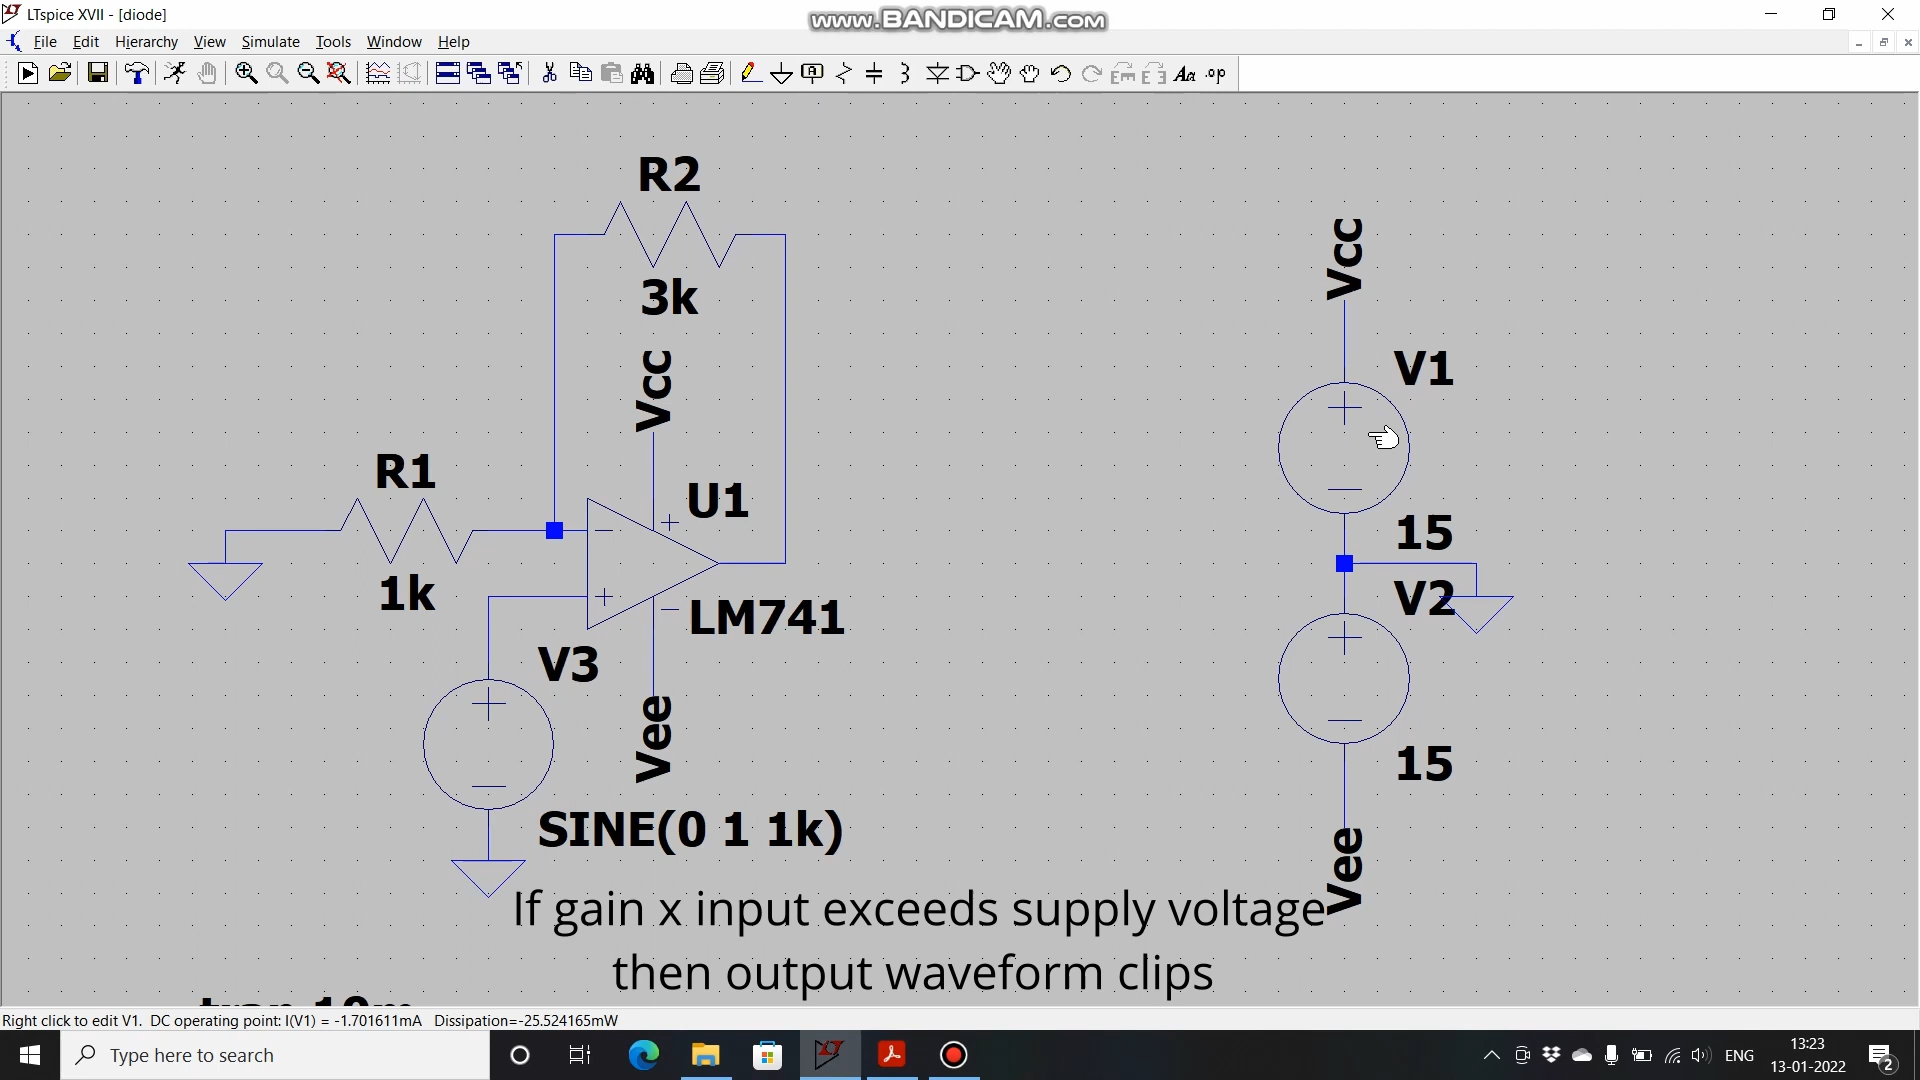 LTspice XVII - [diode]
www.BANDICAM.com
File Edit Hierarchy View Simulate Tools Window Help
R2
3k
Vcc
Vcc
V1
R1
U1
15
1k
V2
LM741
V3
Vee
15
SINE(0 1 1k)
Vee
If gain x input exceeds supply voltage
then output waveform clips
Right click to edit V1. DC operating point: I(V1) = -1.701611mA Dissipation=-25.524165mW
Type here to search
ENG
13:23
13-01-2022
2